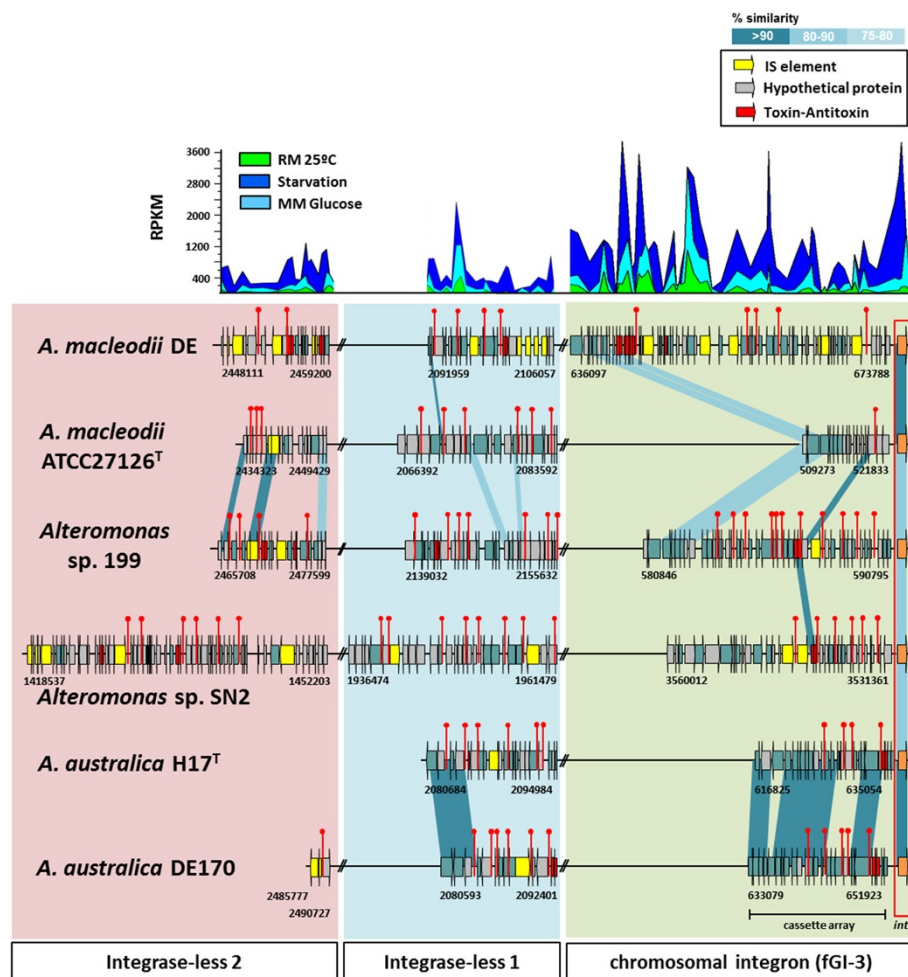 % similarity
>90 80-90 75-80
IS element
Hypothetical protein
Toxin-Antitoxin
3600
2800
2000
1200
400
RPKM
RM 25ºC
Starvation
MM Glucose
A. macleodii DE
2448111 2459200 2091959 2106057 636097 673788
A. macleodii
ATCC27126T
2434323 2449429 2066392 2083592 509273 521833
Alteromonas
sp. 199
2465708 2477599 2139032 2155632 580846 590795
1418537 1452203 1936474 1961479 3560012 3531361
Alteromonas sp. SN2
A. australica H17T
2080684 2094984 616825 635054
A. australica DE170
2485777
2490727
2080593 2092401 633079 651923
cassette array int
Integrase-less 2 Integrase-less 1 chromosomal integron (fGI-3)